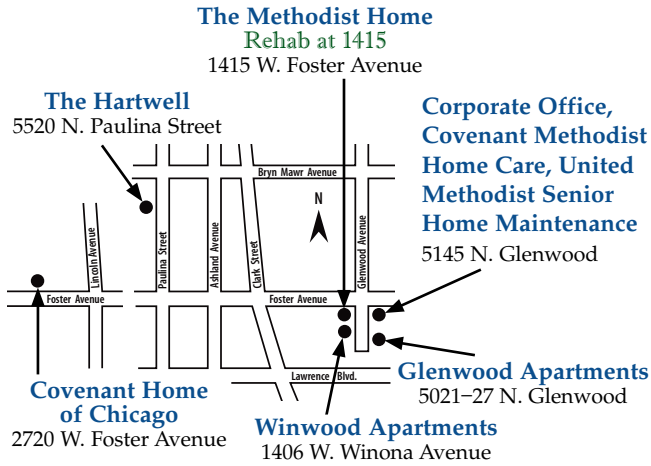 The Methodist Home
Rehab at 1415
1415 W. Foster Avenue
The Hartwell
5520 N. Paulina Street
Corporate Office,
Covenant Methodist
Home Care, United
Methodist Senior
Home Maintenance
5145 N. Glenwood
Bryn Mawr Avenue
N
Lincoln Avenue
Paulina Street
Ashland Avenue
Clark Street
Glenwood Avenue
Foster Avenue
Foster Avenue
Lawrence Blvd.
Glenwood Apartments
5021–27 N. Glenwood
Covenant Home
of Chicago
2720 W. Foster Avenue
Winwood Apartments
1406 W. Winona Avenue